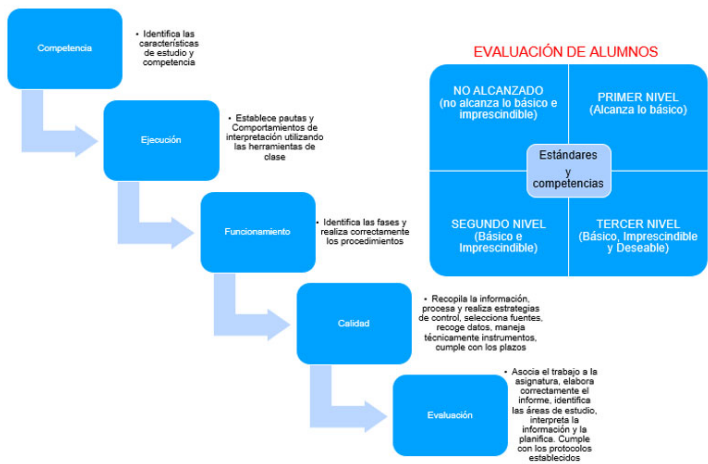 Competencia
• Identifica las
características
de estudio y
competencia
Ejecución
• Establece pautas y
Comportamientos de
interpretación utilizando
las herramientas de
clase
Funcionamiento
• Identifica las fases y
realiza correctamente
los procedimientos
Calidad
• Recopila la información,
procesa y realiza estrategias
de control, selecciona fuentes,
recoge datos, maneja
técnicamente instrumentos,
cumple con los plazos
Evaluación
• Asocia el trabajo a la
asignatura, elabora
correctamente el
informe, identifica
las áreas de estudio,
interpreta la
información y la
planifica. Cumple
con los protocolos
establecidos
EVALUACIÓN DE ALUMNOS
NO ALCANZADO
(no alcanza lo básico e
imprescindible)
PRIMER NIVEL
(Alcanza lo básico)
Estándares
y
competencias
SEGUNDO NIVEL
(Básico e
Imprescindible)
TERCER NIVEL
(Básico, Imprescindible
y Deseable)